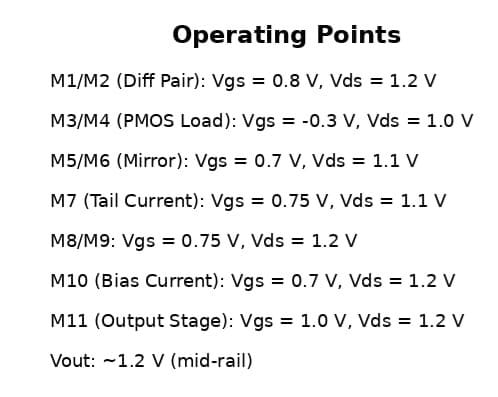 Operating Points
M1/M2 (Diff Pair): Vgs = 0.8 V, Vds = 1.2 V
M3/M4 (PMOS Load): Vgs = -0.3 V, Vds = 1.0 V
M5/M6 (Mirror): Vgs = 0.7 V, Vds = 1.1 V
M7 (Tail Current): Vgs = 0.75 V, Vds = 1.1 V
M8/M9: Vgs = 0.75 V, Vds = 1.2 V
M10 (Bias Current): Vgs = 0.7 V, Vds = 1.2 V
M11 (Output Stage): Vgs = 1.0 V, Vds = 1.2 V
Vout: ~1.2 V (mid-rail)